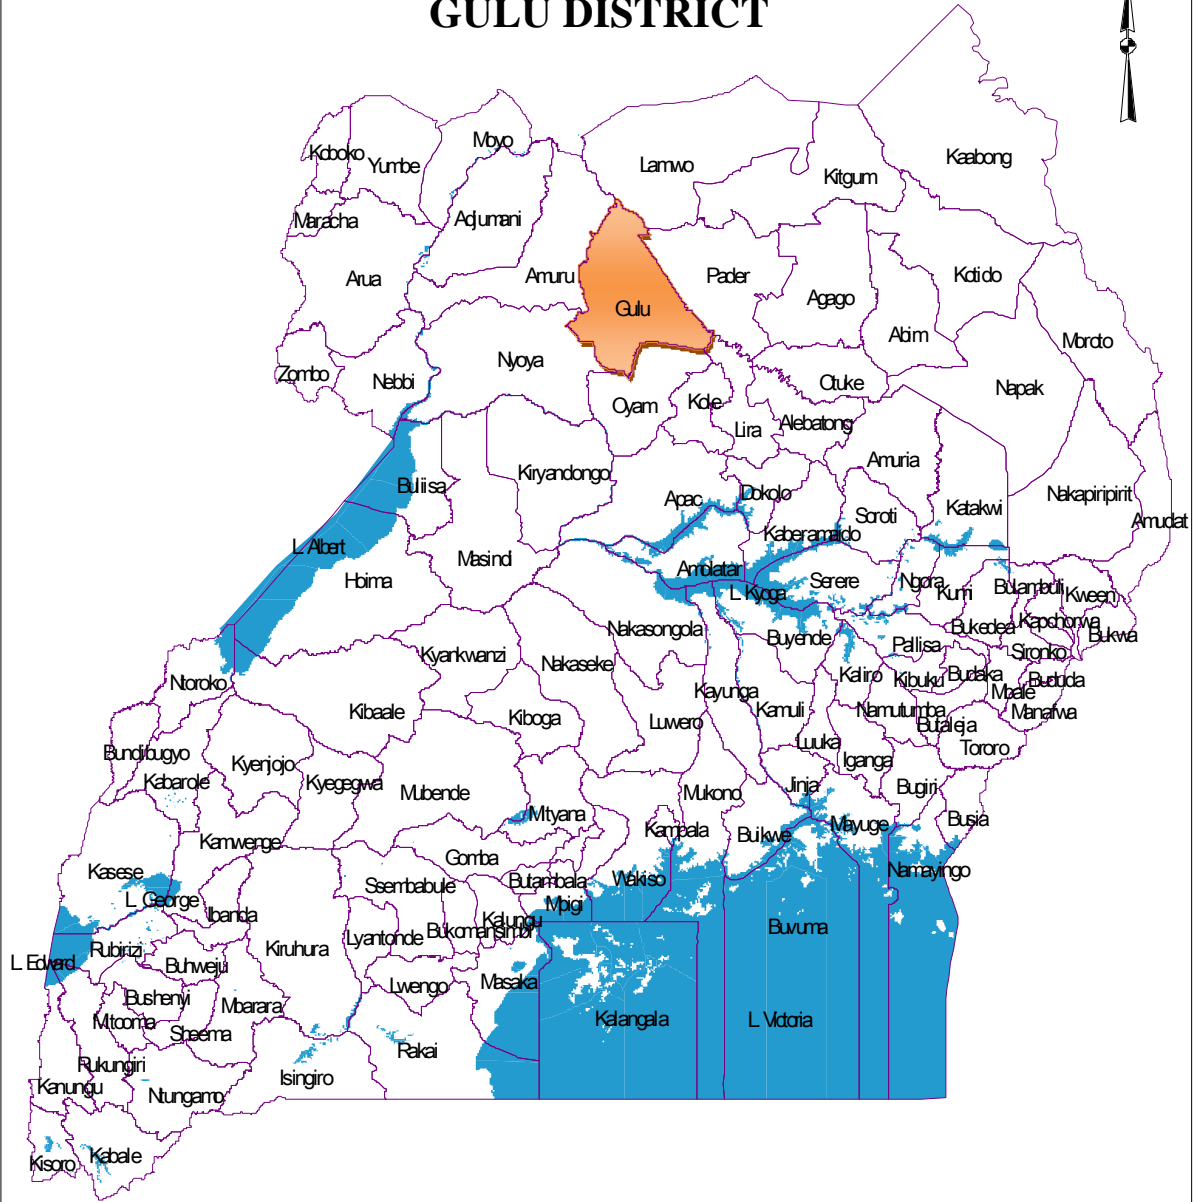 GULU DISTRICT
Kaabong
Moyo
Koboko
Yumbe
Lamwo
Kitgum
Maracha
Adjumani
Arua
Amuru
Pader
Kotido
Agago
Gulu
Abim
Moroto
Nyoya
Zombo
Nebbi
Otuke
Napak
Oyam
Kole
Lira
Alebatong
Amuria
Kiryandongo
Buliisa
Apac
Dokolo
Nakapiripirit
Katakwi
Soroti
Amudat
Kaberamaido
L. Albert
Masindi
Hoima
Amolatar
L. Kyoga
Serere
Ngora
Kumi
Bulambuli
Kween
Nakasongola
Buyende
Bukedea
Kapchorwa
Bukwa
Pallisa
Sironko
Kyankwanzi
Nakaseke
Ntoroko
Kayunga
Kaliro
Kibuku
Budaka
Bududa
Mbale
Kibaale
Kiboga
Luwero
Kamuli
Namutumba
Manafwa
Butaleja
Bundibugyo
Luuka
Tororo
Kabarole
Kyenjojo
Kyegegwa
Iganga
Mubende
Mukono
Jinja
Bugiri
Mityana
Kamwenge
Kampala
Buikwe
Mayuge
Busia
Gomba
Kasese
Ssembabule
Butambala
Wakiso
Namayingo
L. George
Ibanda
Mpigi
Kalungu
Buvuma
Lyantonde
Bukomansimbi
Kiruhura
Rubirizi
L. Edward
Buhweju
Lwengo
Masaka
Bushenyi
Mbarara
Mitooma
Sheema
Kalangala
L. Victoria
Rakai
Rukungiri
Isingiro
Kanungu
Ntungamo
Kabale
Kisoro